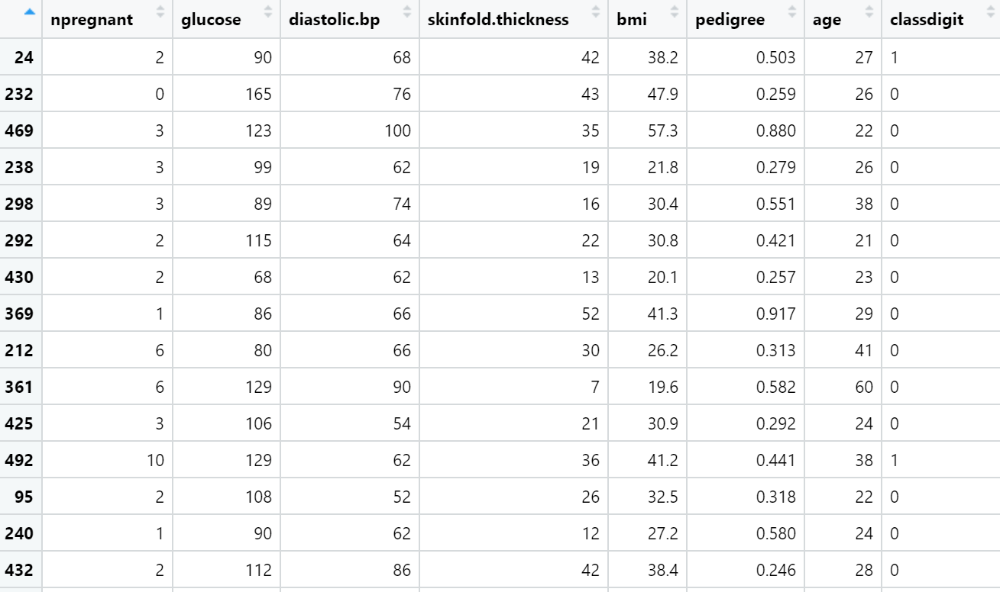 npregnant glucose diastolic.bp skinfold.thickness bmi pedigree age classdigit
24 2 90 68 42 38.2 0.503 27 1
232 0 165 76 43 47.9 0.259 26 0
469 3 123 100 35 57.3 0.880 22 0
238 3 99 62 19 21.8 0.279 26 0
298 3 89 74 16 30.4 0.551 38 0
292 2 115 64 22 30.8 0.421 21 0
430 2 68 62 13 20.1 0.257 23 0
369 1 86 66 52 41.3 0.917 29 0
212 6 80 66 30 26.2 0.313 41 0
361 6 129 90 7 19.6 0.582 60 0
425 3 106 54 21 30.9 0.292 24 0
492 10 129 62 36 41.2 0.441 38 1
95 2 108 52 26 32.5 0.318 22 0
240 1 90 62 12 27.2 0.580 24 0
432 2 112 86 42 38.4 0.246 28 0